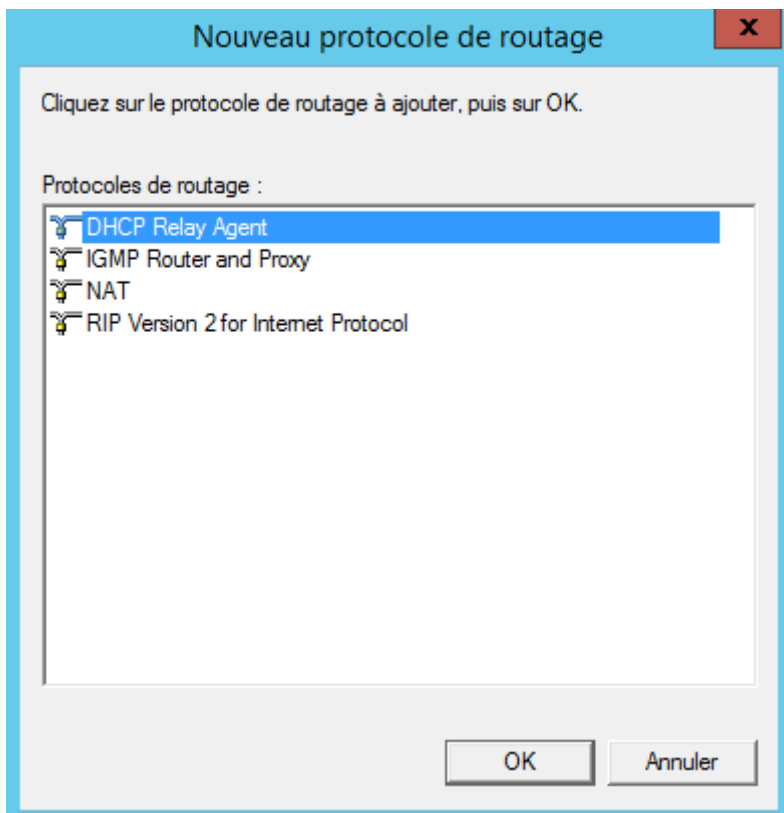 Nouveau protocole de routage
x
Cliquez sur le protocole de routage à ajouter, puis sur OK.
Protocoles de routage :
DHCP Relay Agent
IGMP Router and Proxy
NAT
RIP Version 2 for Internet Protocol
OK
Annuler